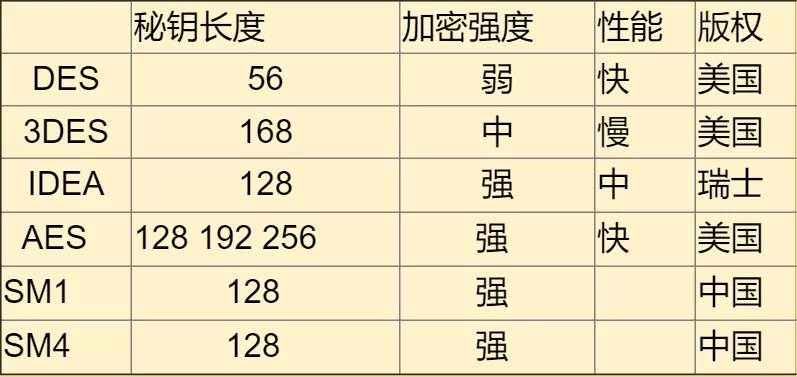 秘钥长度 加密强度 性能 版权
DES 56 弱 快 美国
3DES 168 中 慢 美国
IDEA 128 强 中 瑞士
AES 128 192 256 强 快 美国
SM1 128 强 中国
SM4 128 强 中国